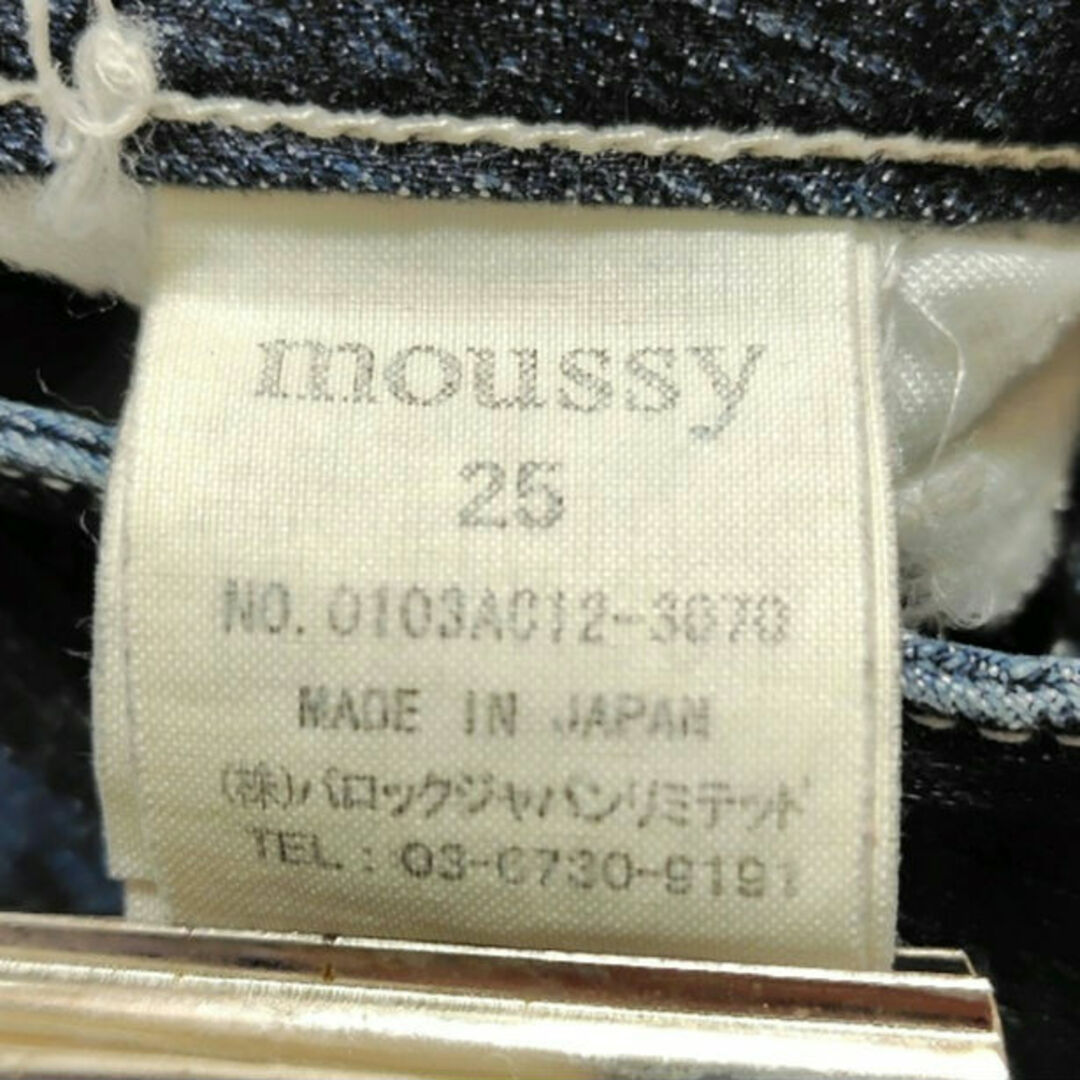 moussy
25
NO. 0103AC12-3070
MADE IN JAPAN
(株)バロックジャパンリミテッド
TEL : 03-6730-9191